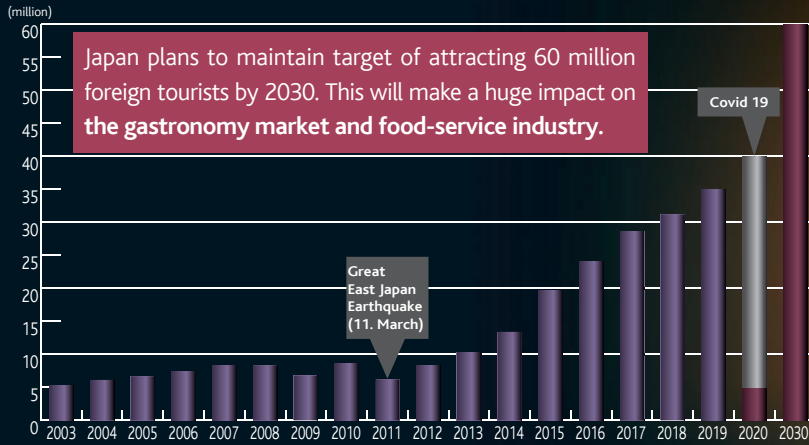 (million)
60
55
50
45
40
35
30
25
20
15
10
5
0
Japan plans to maintain target of attracting 60 million
foreign tourists by 2030. This will make a huge impact on
the gastronomy market and food-service industry.
Covid 19
Great
East Japan
Earthquake
(11. March)
2003 2004 2005 2006 2007 2008 2009 2010 2011 2012 2013 2014 2015 2016 2017 2018 2019 2020 2030